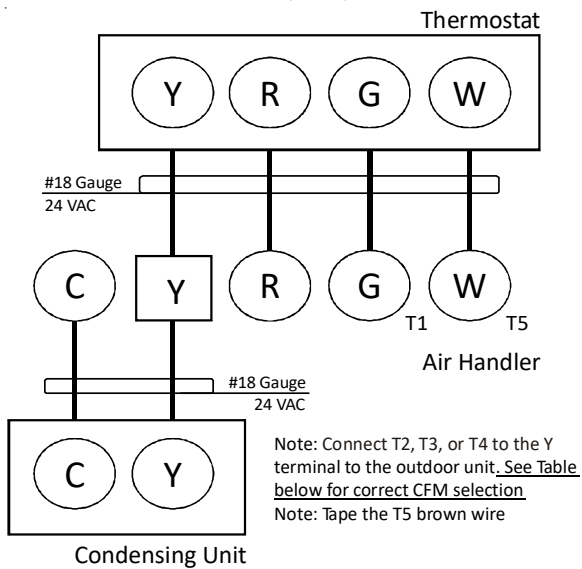 Thermostat
Y R G W
#18 Gauge
24 VAC
C Y R G W
T1 T5
Air Handler
#18 Gauge
24 VAC
C Y
Note: Connect T2, T3, or T4 to the Y
terminal to the outdoor unit. See Table
below for correct CFM selection
Note: Tape the T5 brown wire
Condensing Unit